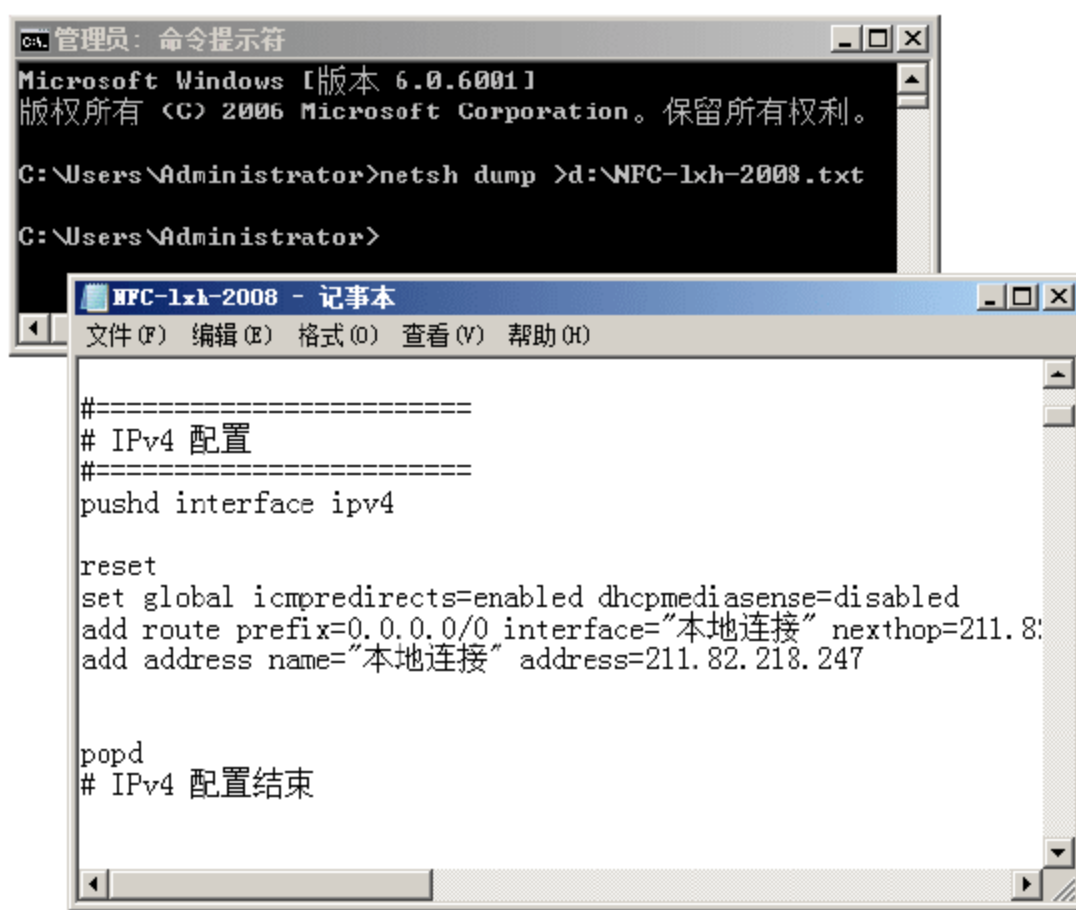 管理员: 命令提示符
Microsoft Windows [版本 6.0.6001]
版权所有 (C) 2006 Microsoft Corporation。保留所有权利。
C:\Users\Administrator>netsh dump >d:\NFC-lxh-2008.txt
C:\Users\Administrator>
NFC-lxh-2008 - 记事本
文件(F) 编辑(E) 格式(O) 查看(V) 帮助(H)
#========================
# IPv4 配置
#========================
pushd interface ipv4
reset
set global icmpredirects=enabled dhcpmediasense=disabled
add route prefix=0.0.0.0/0 interface="本地连接" nexthop=211.82
add address name="本地连接" address=211.82.218.247
popd
# IPv4 配置结束